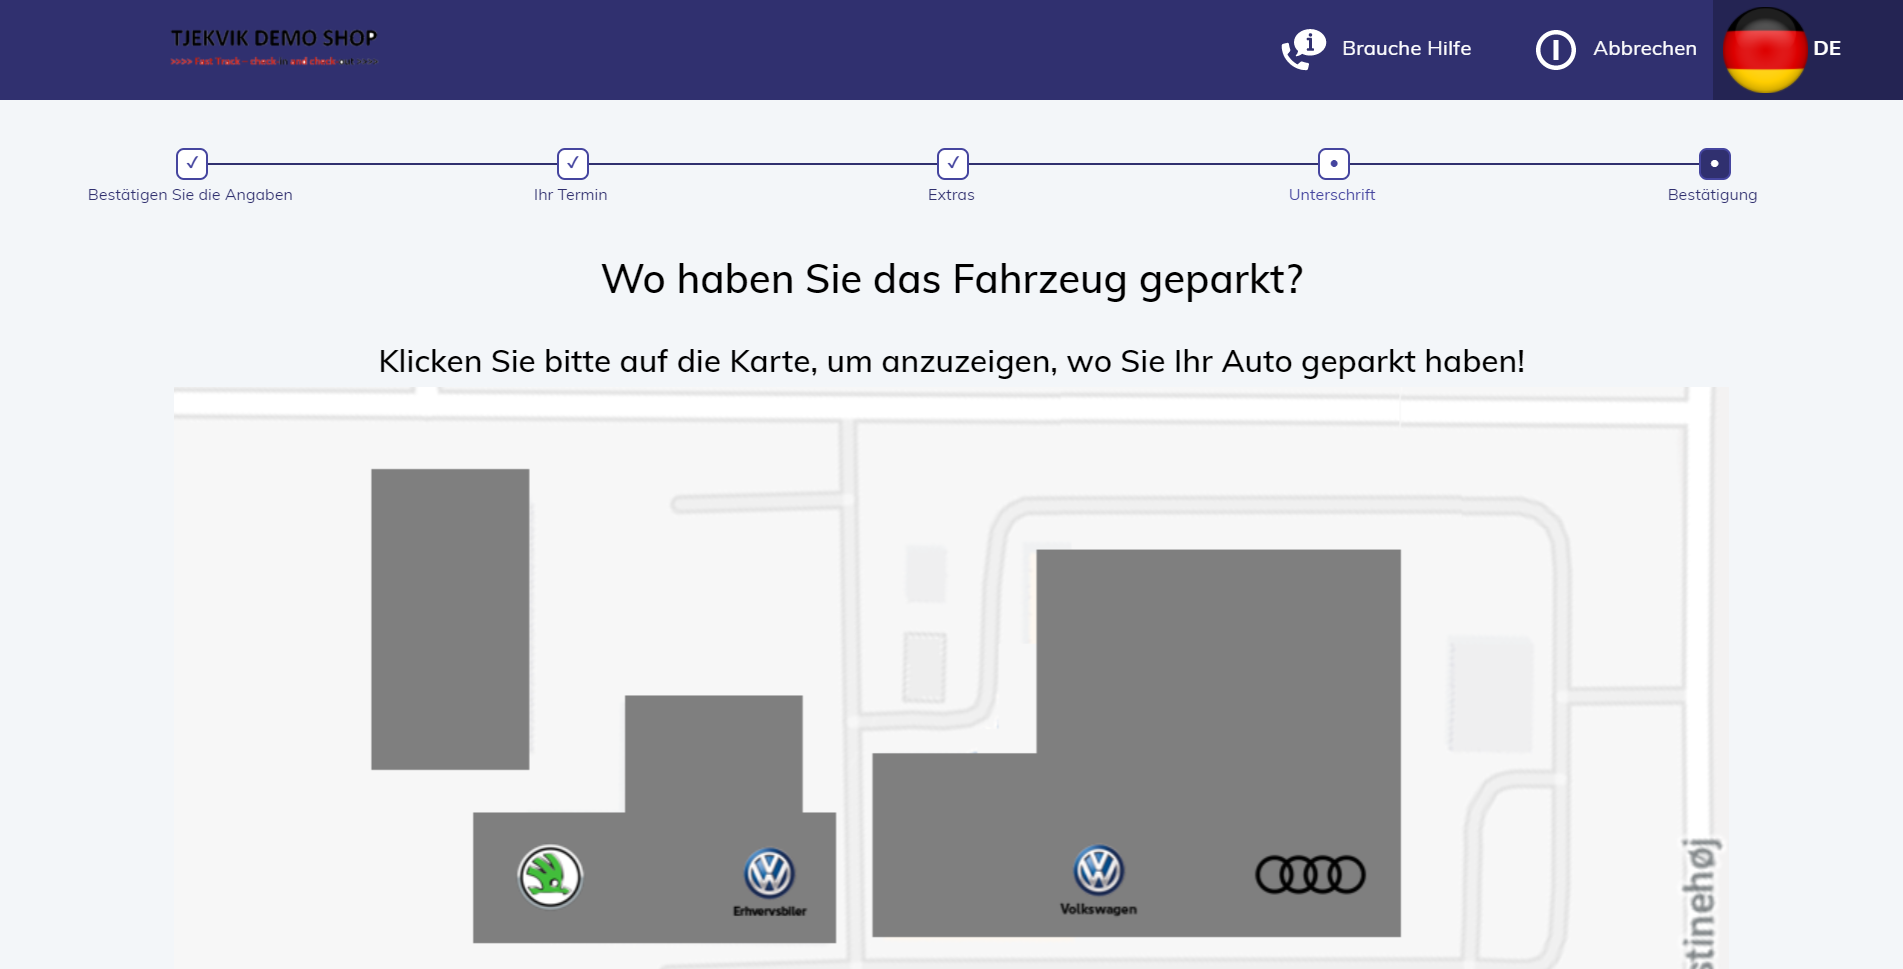 TJEKVIK DEMO SHOP
>>>> Fast Track - check in and check
Brauche Hilfe
Abbrechen
DE
Bestätigen Sie die Angaben
Ihr Termin
Extras
Unterschrift
Bestätigung
Wo haben Sie das Fahrzeug geparkt?
Klicken Sie bitte auf die Karte, um anzuzeigen, wo Sie Ihr Auto geparkt haben!
Erhvervsbiler
Volkswagen
stinehøj